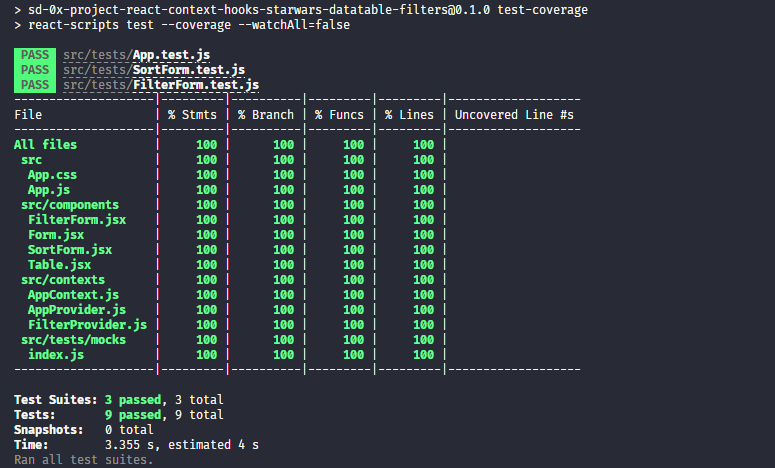 > sd-0x-project-react-context-hooks-starwars-datatable-filters@0.1.0 test-coverage
> react-scripts test --coverage --watchAll=false
PASS src/tests/App.test.js
PASS src/tests/SortForm.test.js
PASS src/tests/FilterForm.test.js
--------------------|---------|----------|---------|---------|-------------------
File | % Stmts | % Branch | % Funcs | % Lines | Uncovered Line #s
--------------------|---------|----------|---------|---------|-------------------
All files | 100 | 100 | 100 | 100 |
src | 100 | 100 | 100 | 100 |
App.css | 100 | 100 | 100 | 100 |
App.js | 100 | 100 | 100 | 100 |
src/components | 100 | 100 | 100 | 100 |
FilterForm.jsx | 100 | 100 | 100 | 100 |
Form.jsx | 100 | 100 | 100 | 100 |
SortForm.jsx | 100 | 100 | 100 | 100 |
Table.jsx | 100 | 100 | 100 | 100 |
src/contexts | 100 | 100 | 100 | 100 |
AppContext.js | 100 | 100 | 100 | 100 |
AppProvider.js | 100 | 100 | 100 | 100 |
FilterProvider.js | 100 | 100 | 100 | 100 |
src/tests/mocks | 100 | 100 | 100 | 100 |
index.js | 100 | 100 | 100 | 100 |
--------------------|---------|----------|---------|---------|-------------------
Test Suites: 3 passed, 3 total
Tests: 9 passed, 9 total
Snapshots: 0 total
Time: 3.355 s, estimated 4 s
Ran all test suites.